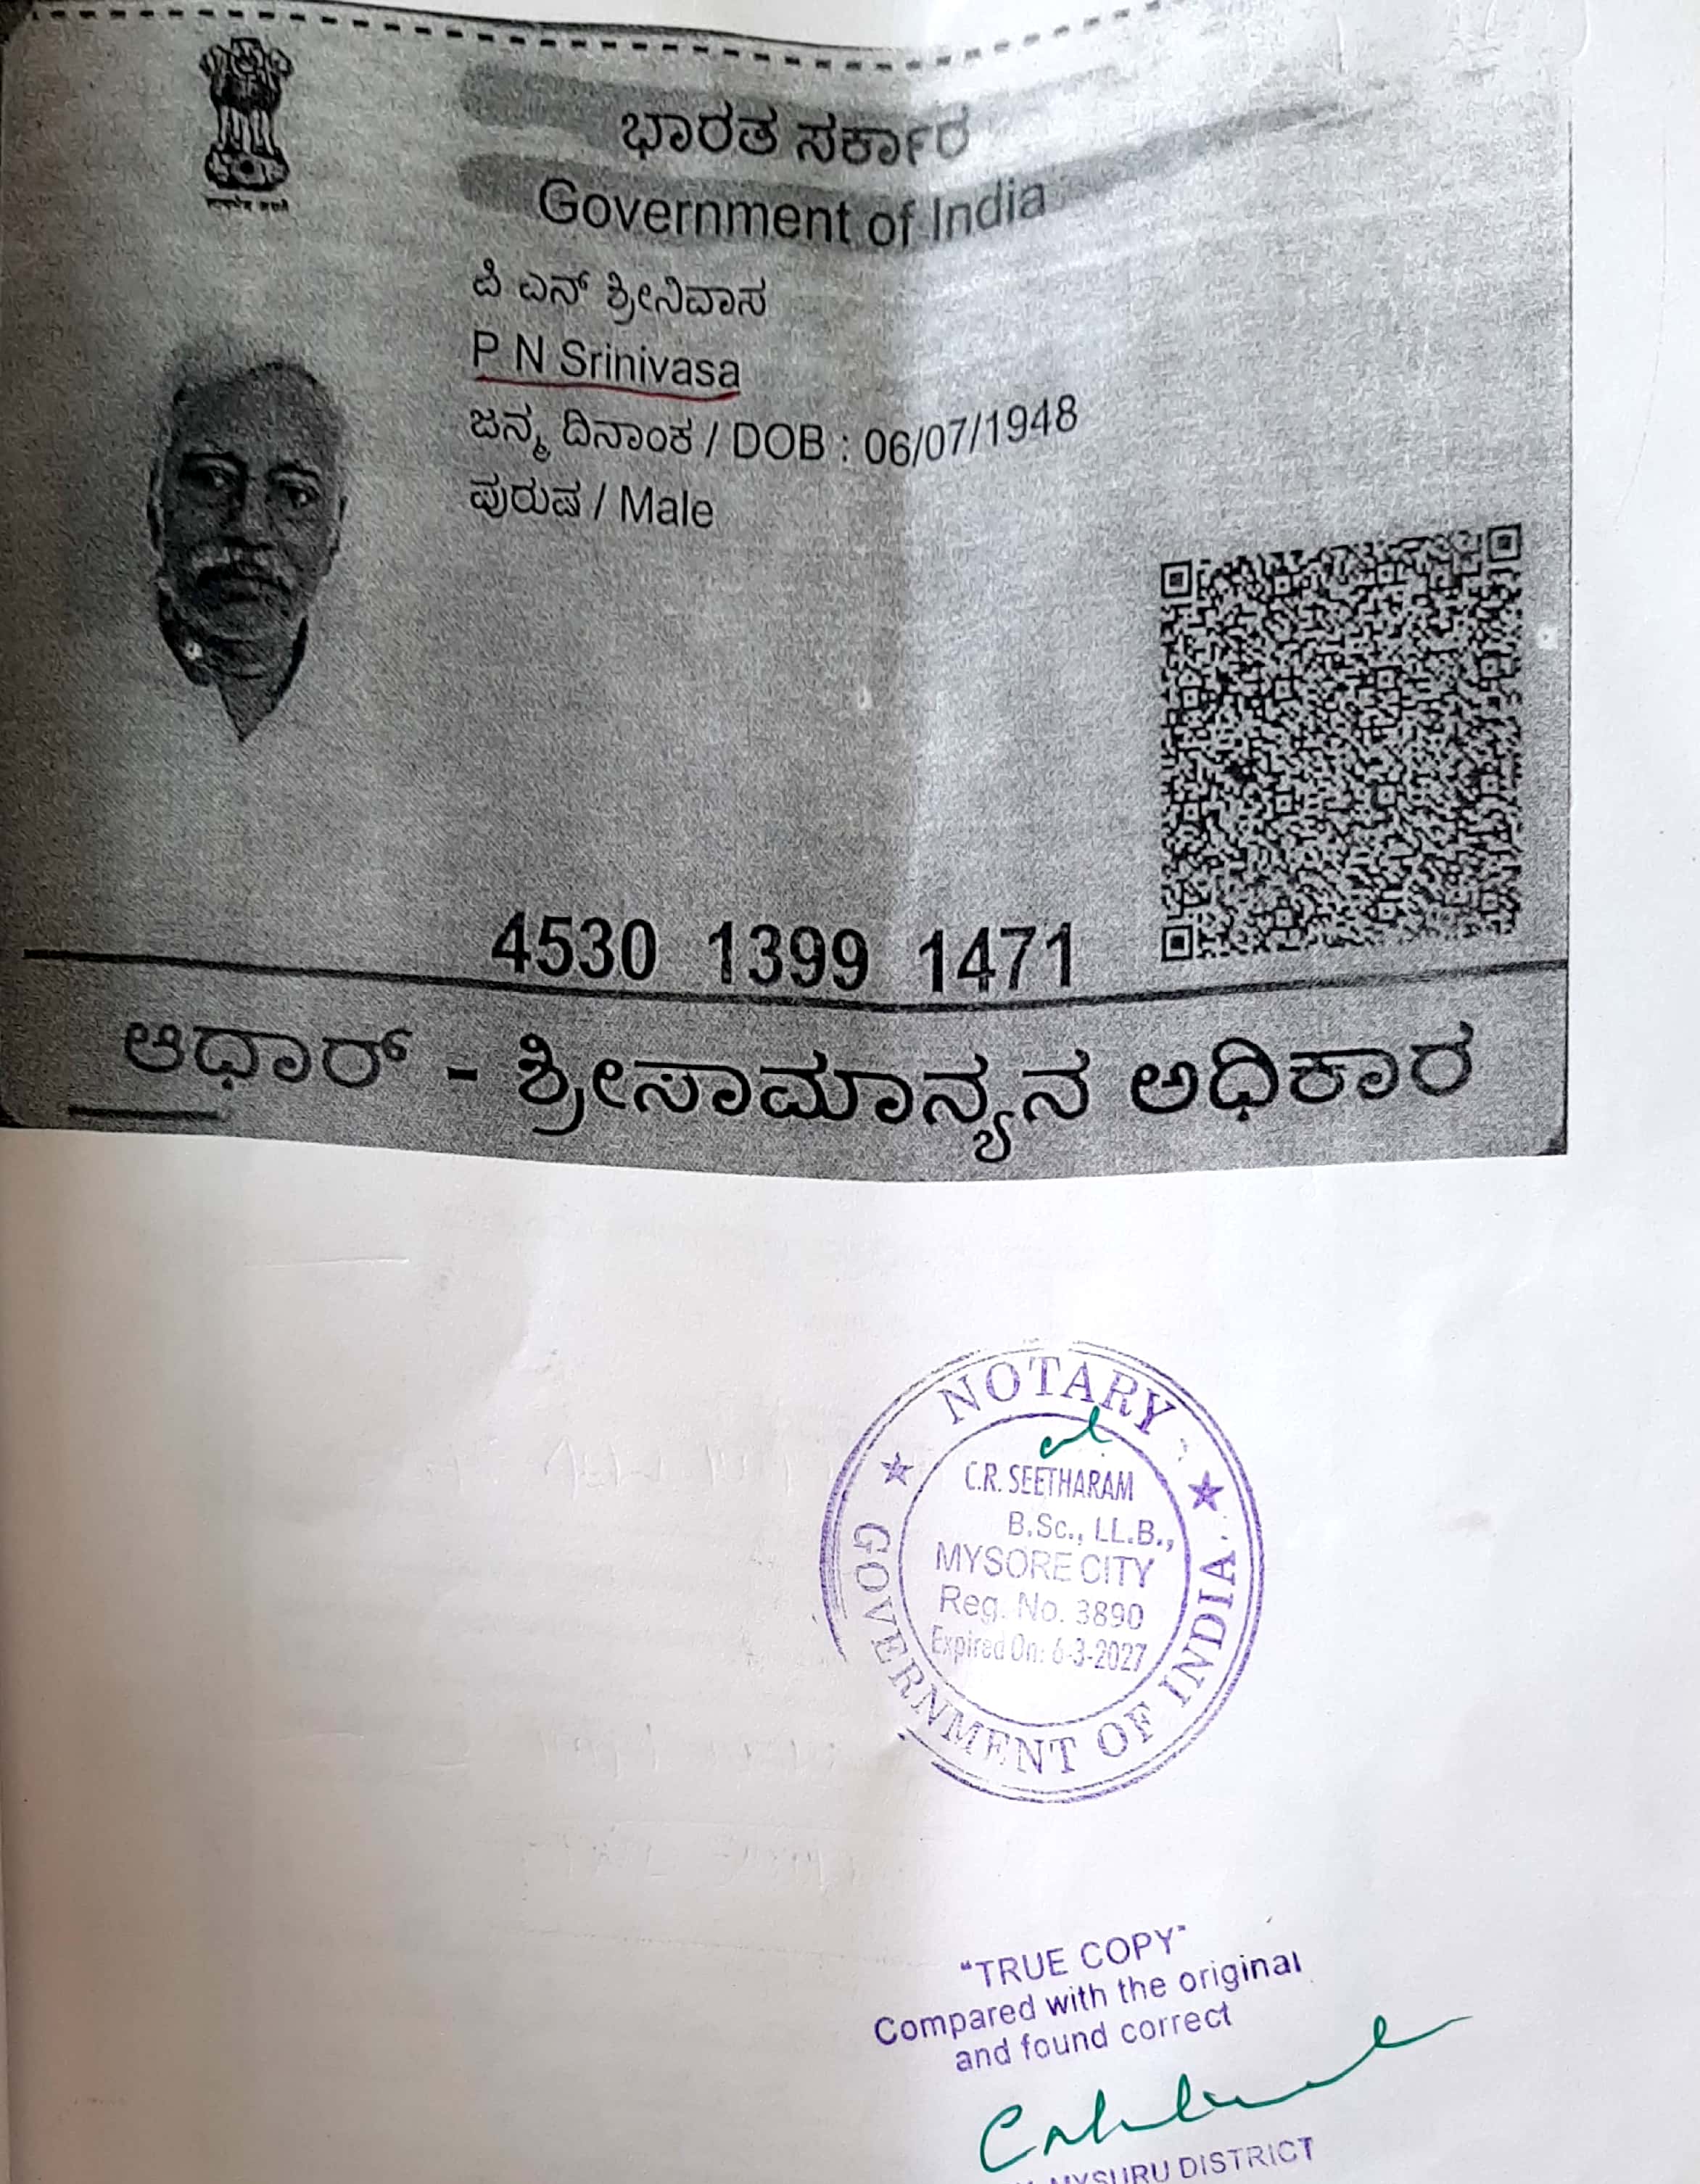 ಭಾರತ ಸರ್ಕಾರ
Government of India
ಪಿ ಎನ್ ಶ್ರೀನಿವಾಸ
P N Srinivasa
ಜನ್ಮ ದಿನಾಂಕ / DOB : 06/07/1948
ಪುರುಷ / Male
4530 1399 1471
ಆಧಾರ್ - ಶ್ರೀಸಾಮಾನ್ಯನ ಅಧಿಕಾರ
NOTARY
C.R. SEETHARAM
B.Sc., LL.B.,
MYSORE CITY
Reg. No. 3890
Expired On: 6-3-2027
GOVERNMENT OF INDIA
"TRUE COPY"
Compared with the original
and found correct
MYSURU DISTRICT